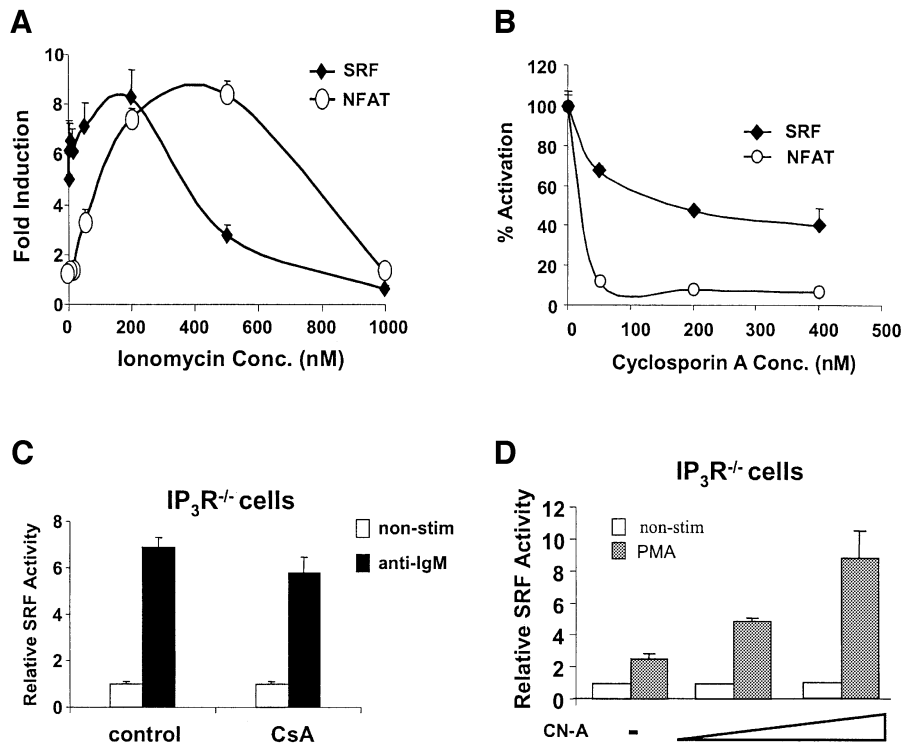 A
10
8
6
4
2
0
Fold Induction
SRF
NFAT
0
200
400
600
800
1000
Ionomycin Conc. (nM)
B
120
100
80
60
40
20
0
% Activation
SRF
NFAT
0
100
200
300
400
500
Cyclosporin A Conc. (nM)
C
IP3R-/- cells
8
6
4
2
0
Relative SRF Activity
non-stim
anti-IgM
control
CsA
D
IP3R-/- cells
12
10
8
6
4
2
0
Relative SRF Activity
non-stim
PMA
CN-A
-